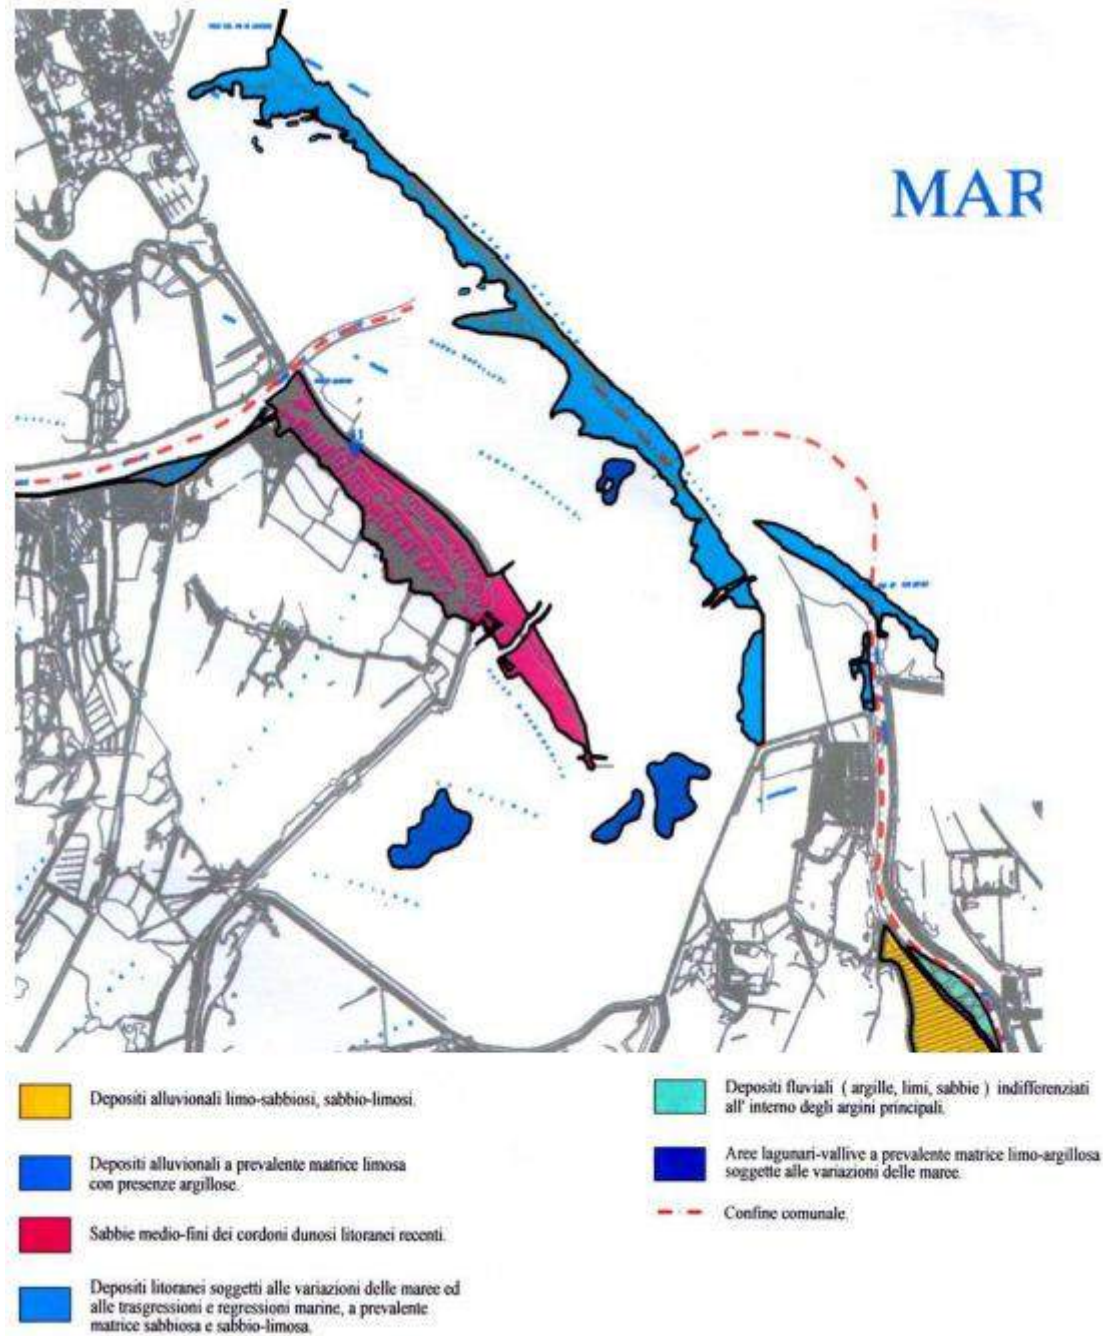 MAR
Depositi alluvionali limo-sabbiosi, sabbio-limosi.
Depositi alluvionali a prevalente matrice limosa
con presenze argillose.
Sabbie medio-fini dei cordoni dunosi litoranei recenti.
Depositi litoranei soggetti alle variazioni delle maree ed
alle trasgressioni e regressioni marine, a prevalente
matrice sabbiosa e sabbio-limosa.
Depositi fluviali ( argille, limi, sabbie ) indifferenziati
all' interno degli argini principali.
Aree lagunari-vallive a prevalente matrice limo-argillosa
soggette alle variazioni delle maree.
Confine comunale.